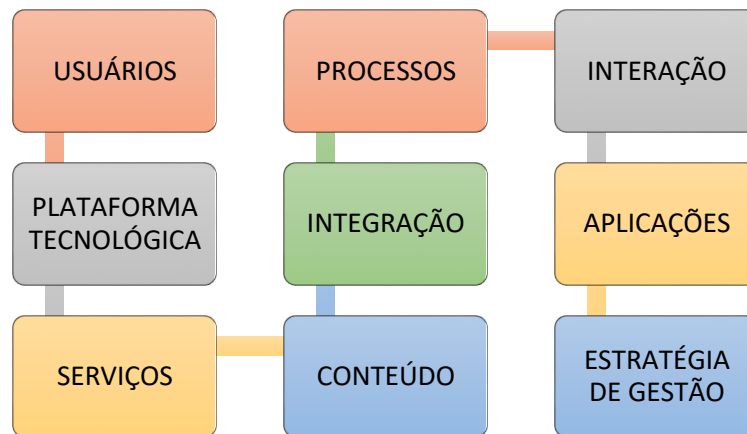 USUÁRIOS
PLATAFORMA
TECNOLÓGICA
SERVIÇOS
CONTEÚDO
INTEGRAÇÃO
PROCESSOS
INTERAÇÃO
APLICAÇÕES
ESTRATÉGIA
DE GESTÃO